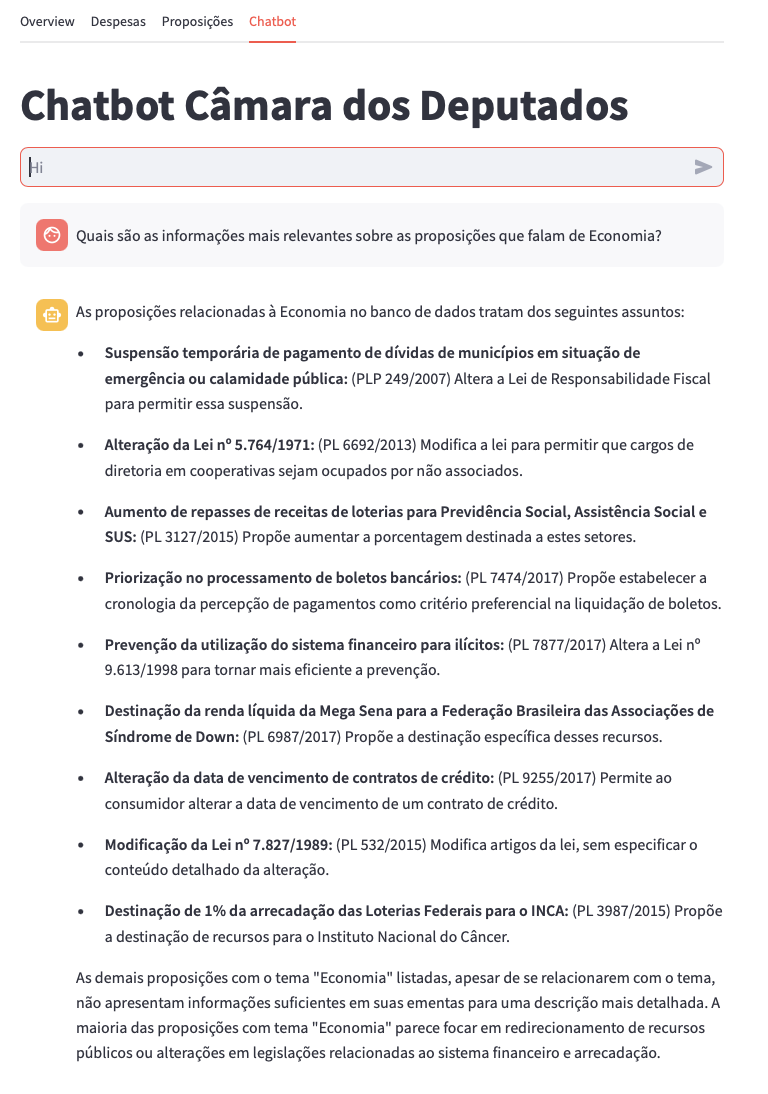 Overview Despesas Proposições Chatbot
Chatbot Câmara dos Deputados
Hi
Quais são as informações mais relevantes sobre as proposições que falam de Economia?
As proposições relacionadas à Economia no banco de dados tratam dos seguintes assuntos:
• Suspensão temporária de pagamento de dívidas de municípios em situação de
emergência ou calamidade pública: (PLP 249/2007) Altera a Lei de Responsabilidade Fiscal
para permitir essa suspensão.
• Alteração da Lei nº 5.764/1971: (PL 6692/2013) Modifica a lei para permitir que cargos de
diretoria em cooperativas sejam ocupados por não associados.
• Aumento de repasses de receitas de loterias para Previdência Social, Assistência Social e
SUS: (PL 3127/2015) Propõe aumentar a porcentagem destinada a estes setores.
• Priorização no processamento de boletos bancários: (PL 7474/2017) Propõe estabelecer a
cronologia da percepção de pagamentos como critério preferencial na liquidação de boletos.
• Prevenção da utilização do sistema financeiro para ilícitos: (PL 7877/2017) Altera a Lei nº
9.613/1998 para tornar mais eficiente a prevenção.
• Destinação da renda líquida da Mega Sena para a Federação Brasileira das Associações de
Síndrome de Down: (PL 6987/2017) Propõe a destinação específica desses recursos.
• Alteração da data de vencimento de contratos de crédito: (PL 9255/2017) Permite ao
consumidor alterar a data de vencimento de um contrato de crédito.
• Modificação da Lei nº 7.827/1989: (PL 532/2015) Modifica artigos da lei, sem especificar o
conteúdo detalhado da alteração.
• Destinação de 1% da arrecadação das Loterias Federais para o INCA: (PL 3987/2015) Propõe
a destinação de recursos para o Instituto Nacional do Câncer.
As demais proposições com o tema "Economia" listadas, apesar de se relacionarem com o tema,
não apresentam informações suficientes em suas ementas para uma descrição mais detalhada. A
maioria das proposições com tema "Economia" parece focar em redirecionamento de recursos
públicos ou alterações em legislações relacionadas ao sistema financeiro e arrecadação.